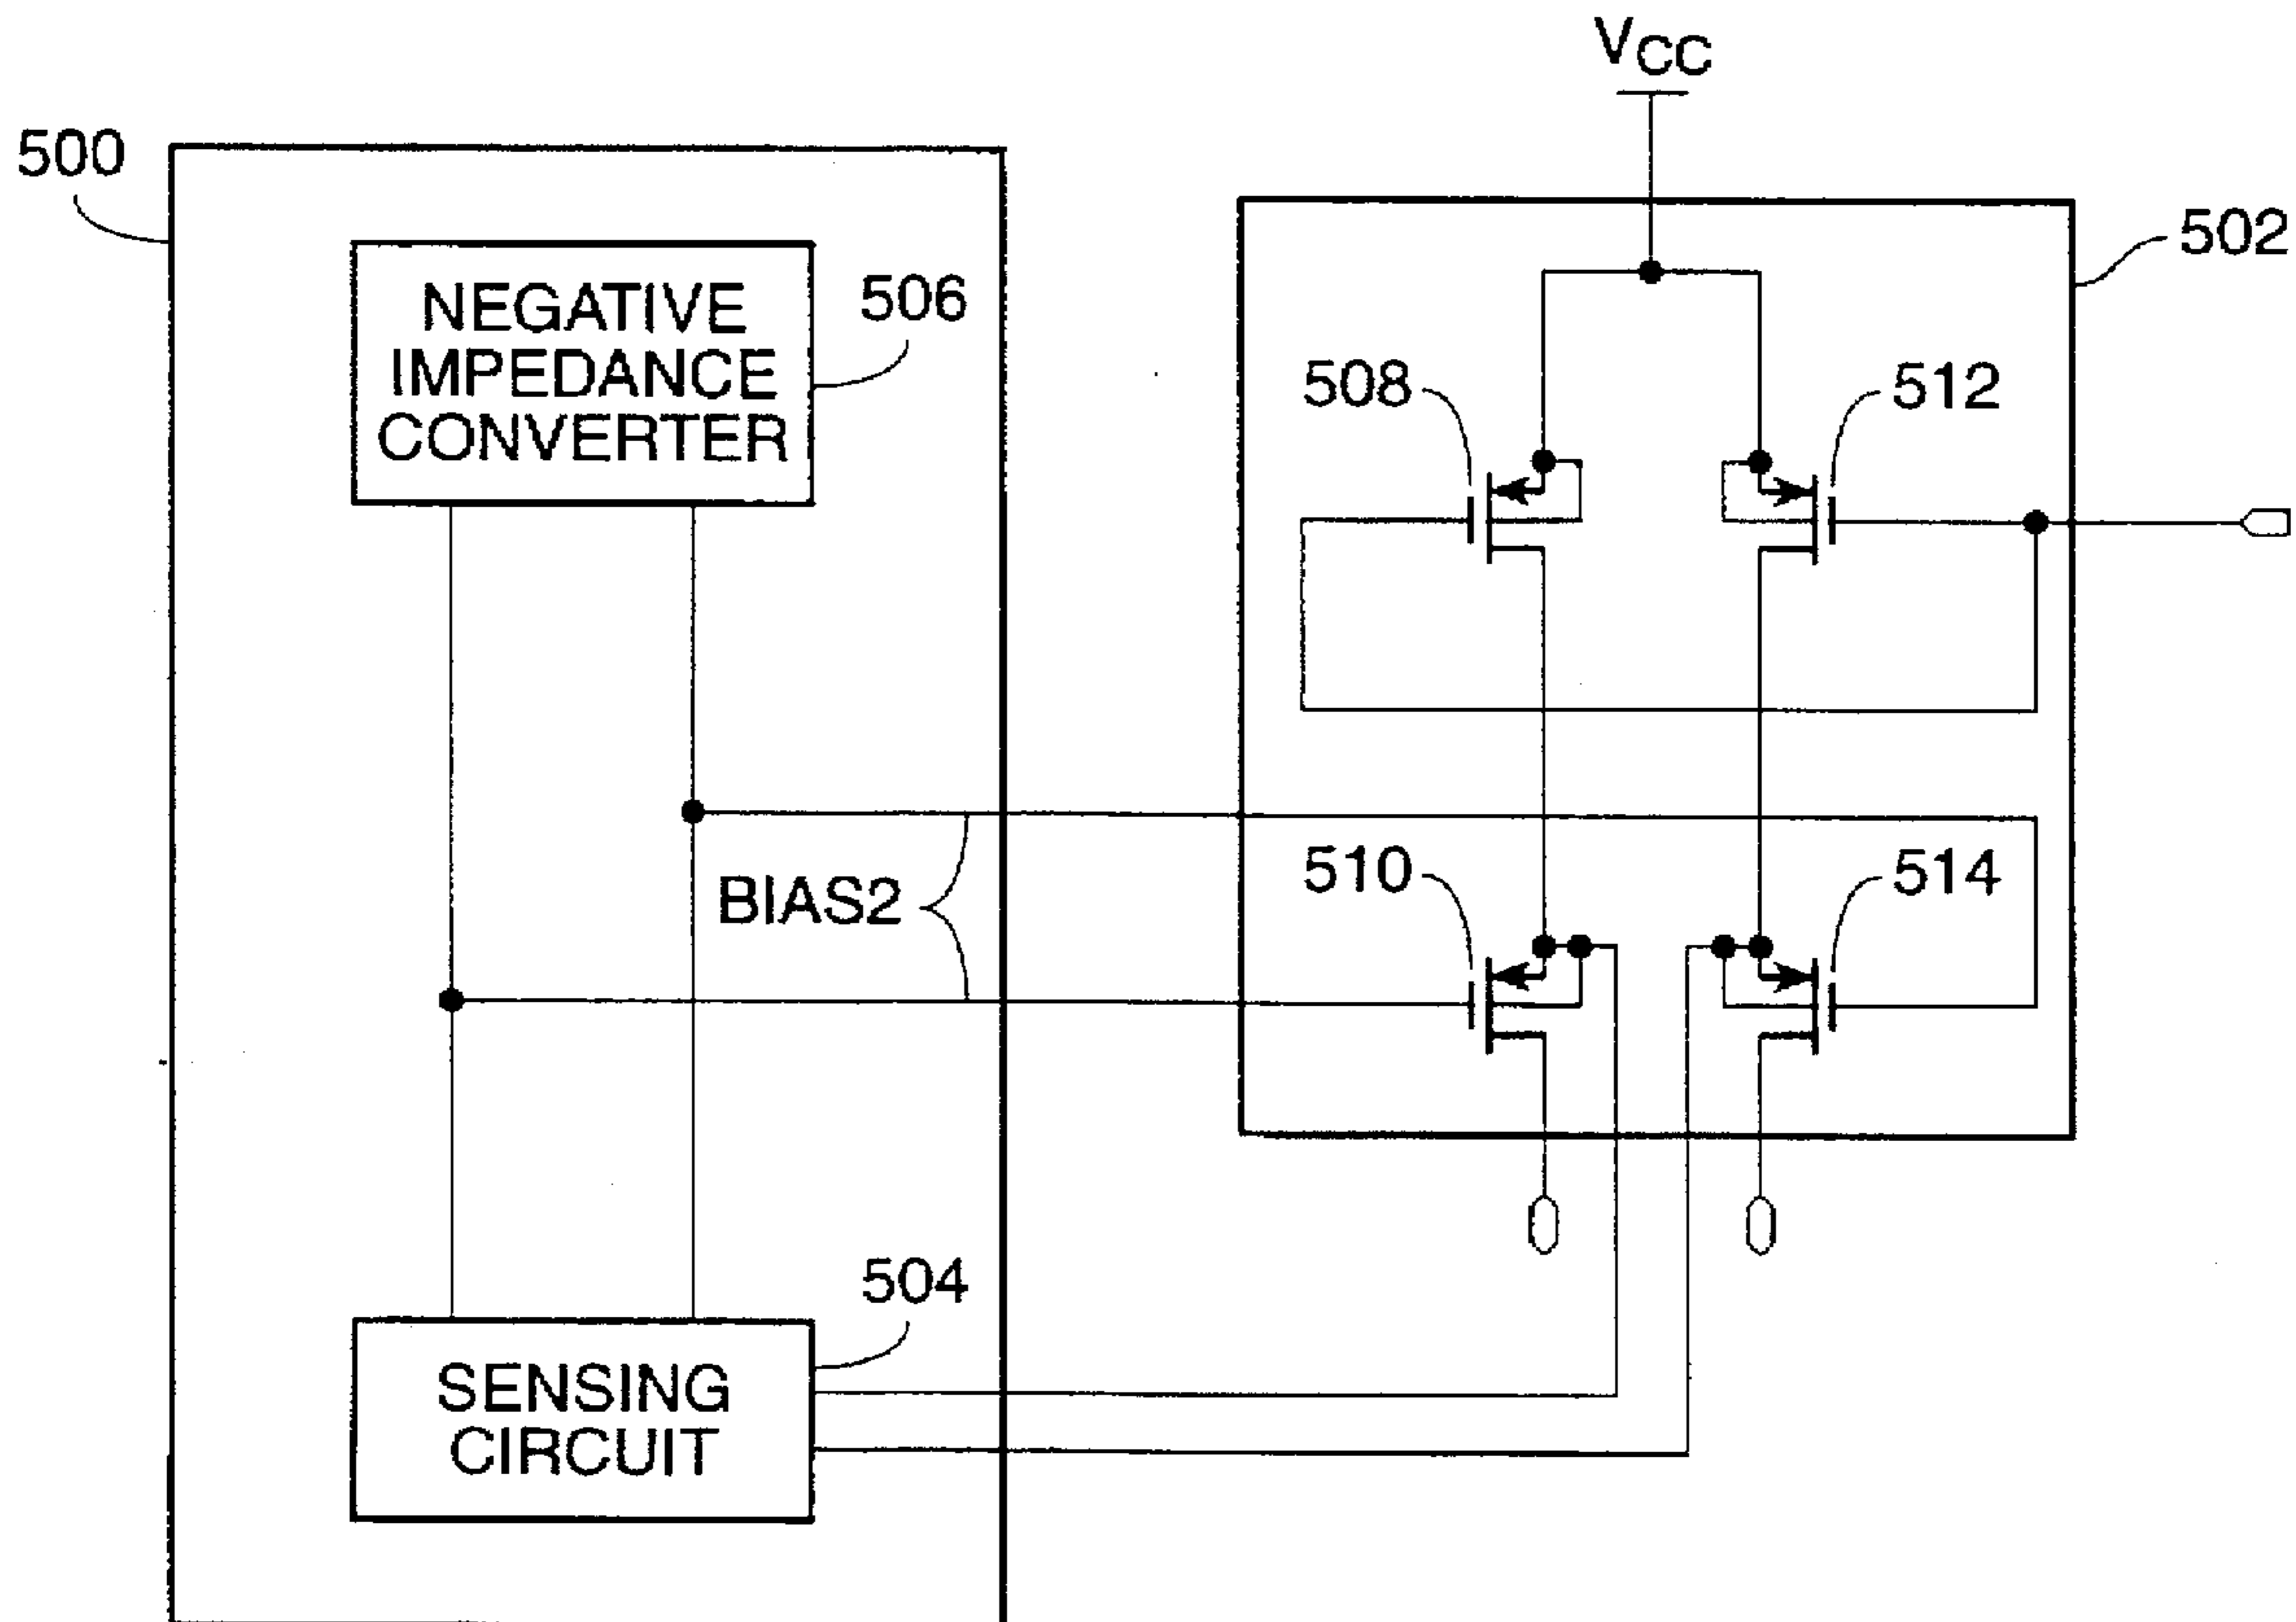 VCC
500
502
NEGATIVE
IMPEDANCE
CONVERTER
506
508
512
BIAS2
510
514
504
SENSING
CIRCUIT